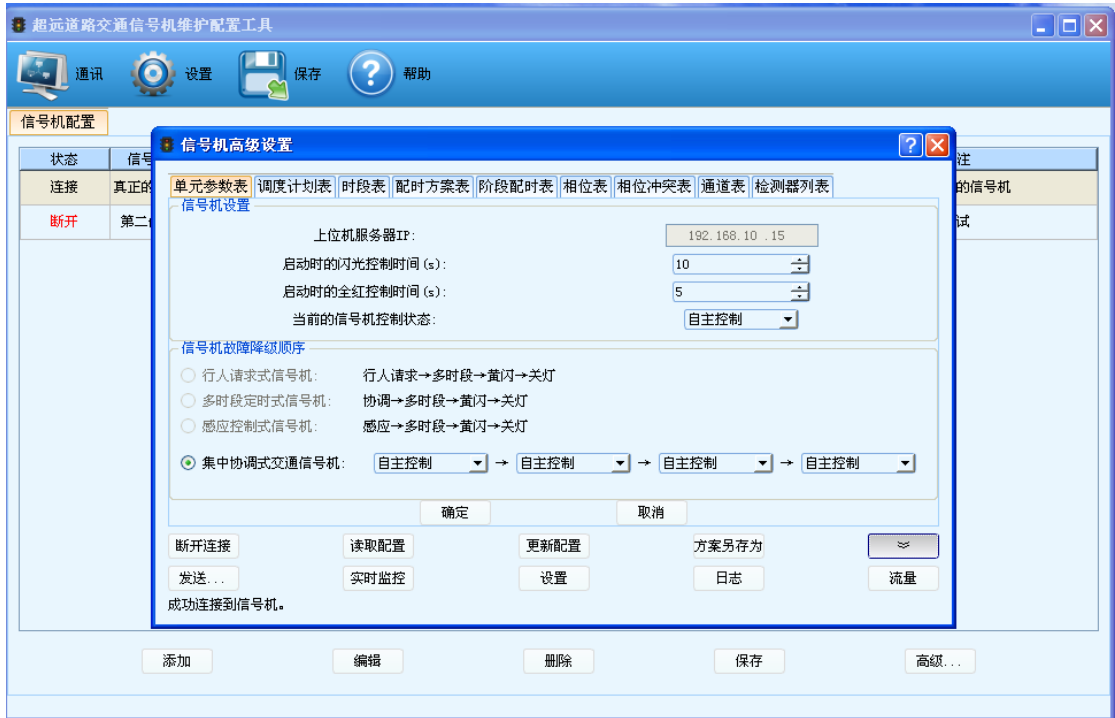 超远道路交通信号机维护配置工具
通讯 设置 保存 帮助
信号机配置
信号机高级设置
状态 信号 注
连接 真正的 的信号机
断开 第二 试
单元参数表 调度计划表 时段表 配时方案表 阶段配时表 相位表 相位冲突表 通道表 检测器列表
信号机设置
上位机服务器IP: 192.168.10 .15
启动时的闪光控制时间(s): 10
启动时的全红控制时间(s): 5
当前的信号机控制状态: 自主控制
信号机故障降级顺序
行人请求式信号机: 行人请求→多时段→黄闪→关灯
多时段定时式信号机: 协调→多时段→黄闪→关灯
感应控制式信号机: 感应→多时段→黄闪→关灯
集中协调式交通信号机: 自主控制 → 自主控制 → 自主控制 → 自主控制
确定 取消
断开连接 读取配置 更新配置 方案另存为
发送... 实时监控 设置 日志 流量
成功连接到信号机。
添加 编辑 删除 保存 高级...